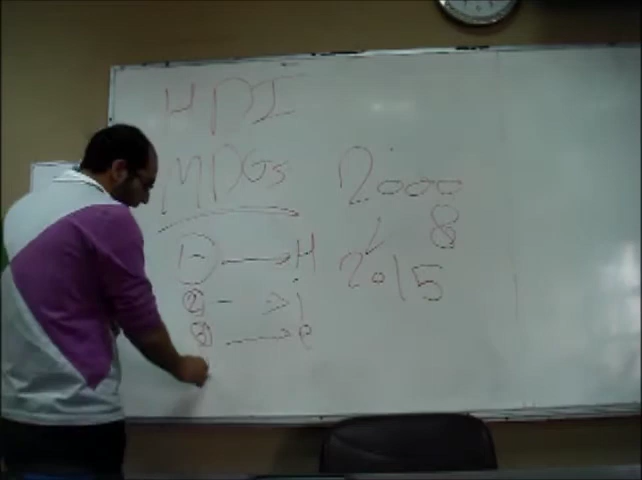 HDI
MDGs 2000
8
1- → H
2015
2 - > i
3 → e